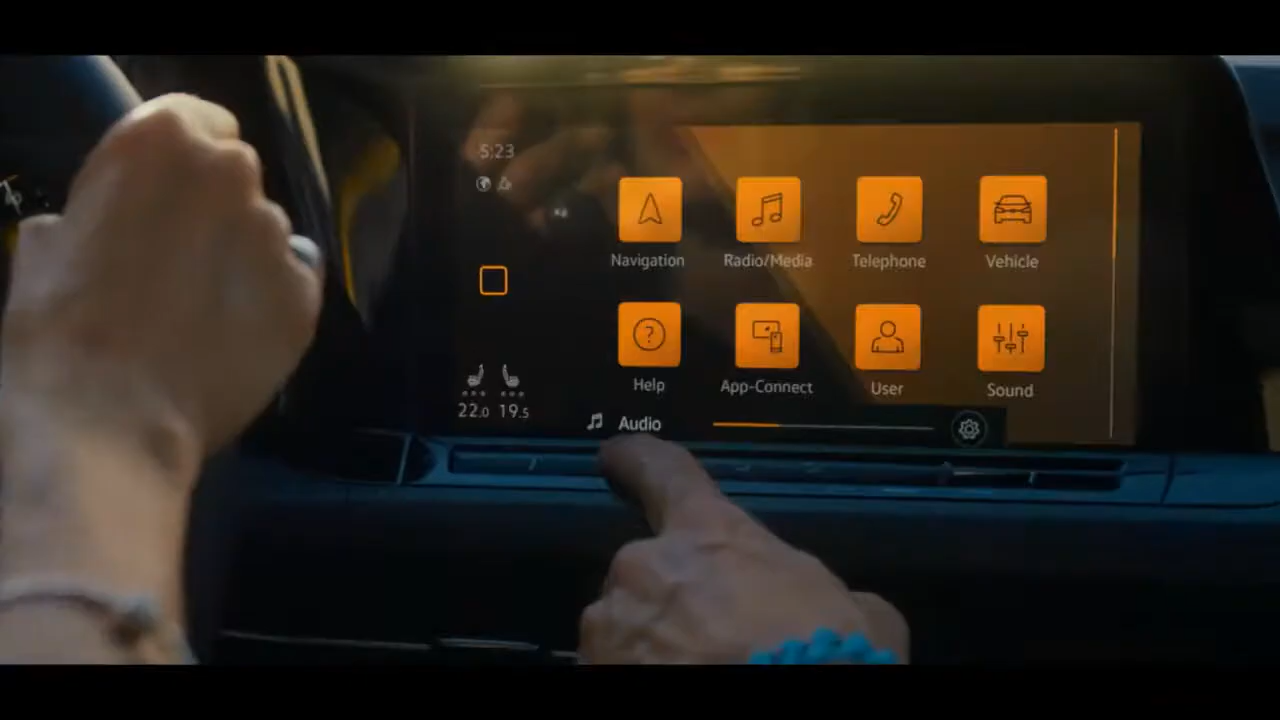 5:23
Navigation Radio/Media Telephone Vehicle
Help App-Connect User Sound
22.0 19.5
Audio